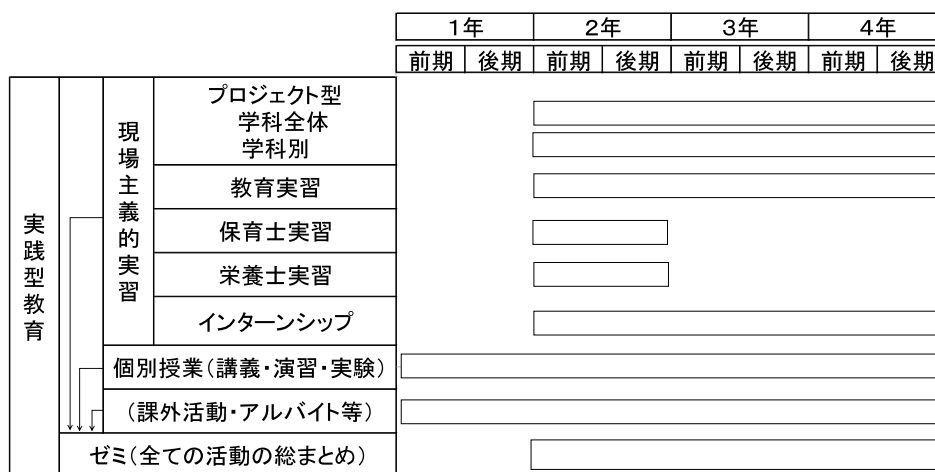 1年 2年 3年 4年
前期 後期 前期 後期 前期 後期 前期 後期
実践型教育
現場主義的実習
プロジェクト型
学科全体
学科別
教育実習
保育士実習
栄養士実習
インターンシップ
個別授業(講義・演習・実験)
(課外活動・アルバイト等)
ゼミ(全ての活動の総まとめ)